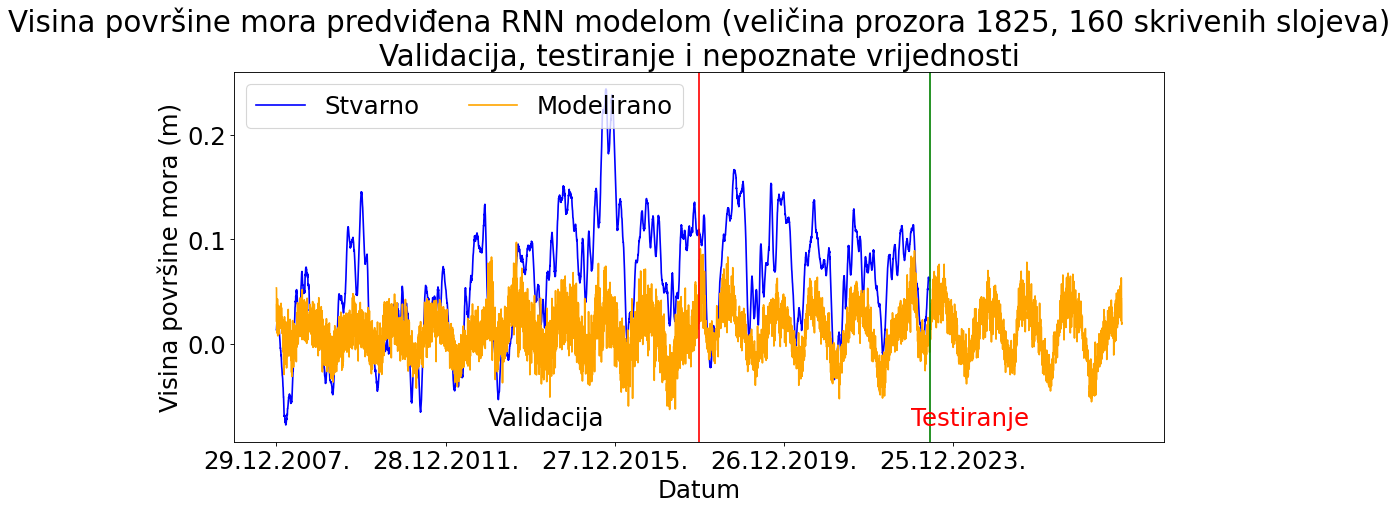 Visina površine mora predviđena RNN modelom (veličina prozora 1825, 160 skrivenih slojeva)
Validacija, testiranje i nepoznate vrijednosti
Stvarno Modelirano
Visina površine mora (m)
0.2
0.1
0.0
Validacija Testiranje
29.12.2007. 28.12.2011. 27.12.2015. 26.12.2019. 25.12.2023.
Datum